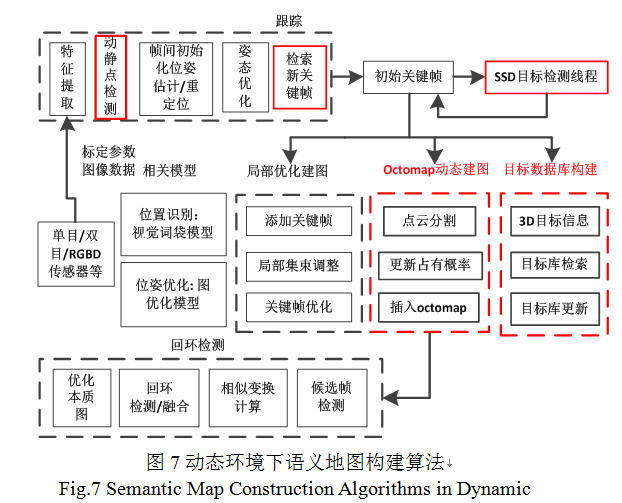 跟踪
特征提取
动静点检测
帧间初始化位姿估计/重定位
姿态优化
检索新关键帧
初始关键帧
SSD目标检测线程
标定参数
图像数据
相关模型
局部优化建图
Octomap动态建图
目标数据库构建
单目/双目/RGBD传感器等
位置识别：
视觉词袋模型
位姿优化：图
优化模型
添加关键帧
局部集束调整
关键帧优化
点云分割
更新占有概率
插入octomap
3D目标信息
目标库检索
目标库更新
回环检测
优化
本质
图
回环
检测/融合
相似变换
计算
候选帧
检测
图 7 动态环境下语义地图构建算法↓
Fig.7 Semantic Map Construction Algorithms in Dynamic